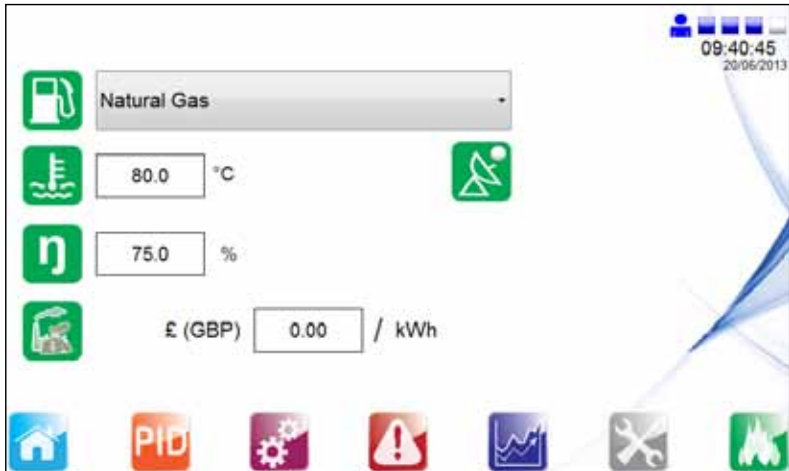 09:40:45
20/06/2013
Natural Gas
80.0 °C
η
75.0 %
£ (GBP) 0.00 / kWh
PID